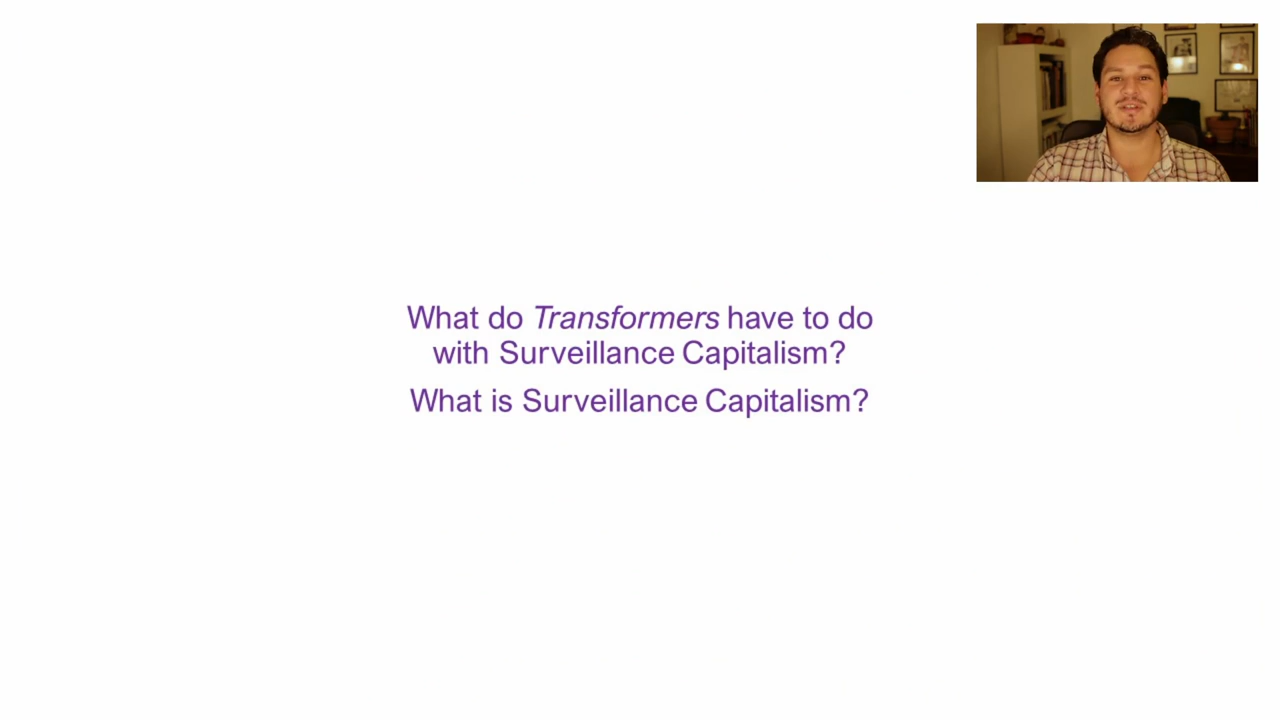 What do Transformers have to do
with Surveillance Capitalism?
What is Surveillance Capitalism?